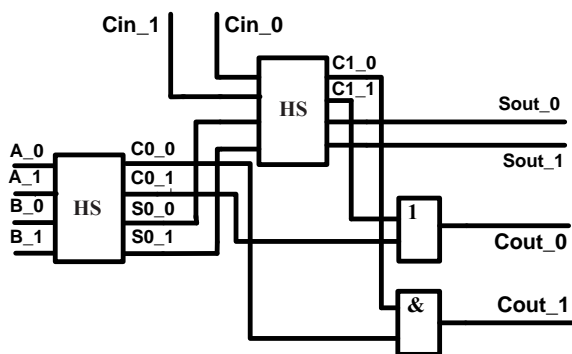 Cin_1 Cin_0
C1_0
C1_1
HS
Sout_0
Sout_1
A_0
A_1
B_0
B_1
HS
C0_0
C0_1
S0_0
S0_1
1
Cout_0
&
Cout_1